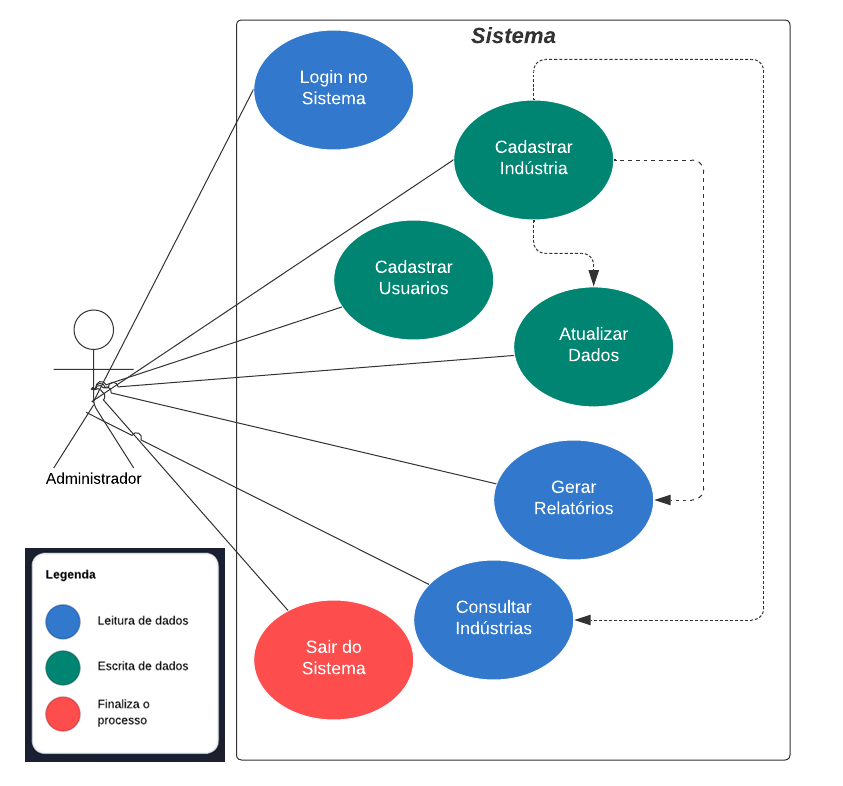 Sistema
Login no
Sistema
Cadastrar
Indústria
Cadastrar
Usuarios
Atualizar
Dados
Gerar
Relatórios
Consultar
Indústrias
Sair do
Sistema
Administrador
Legenda
Leitura de dados
Escrita de dados
Finaliza o
processo